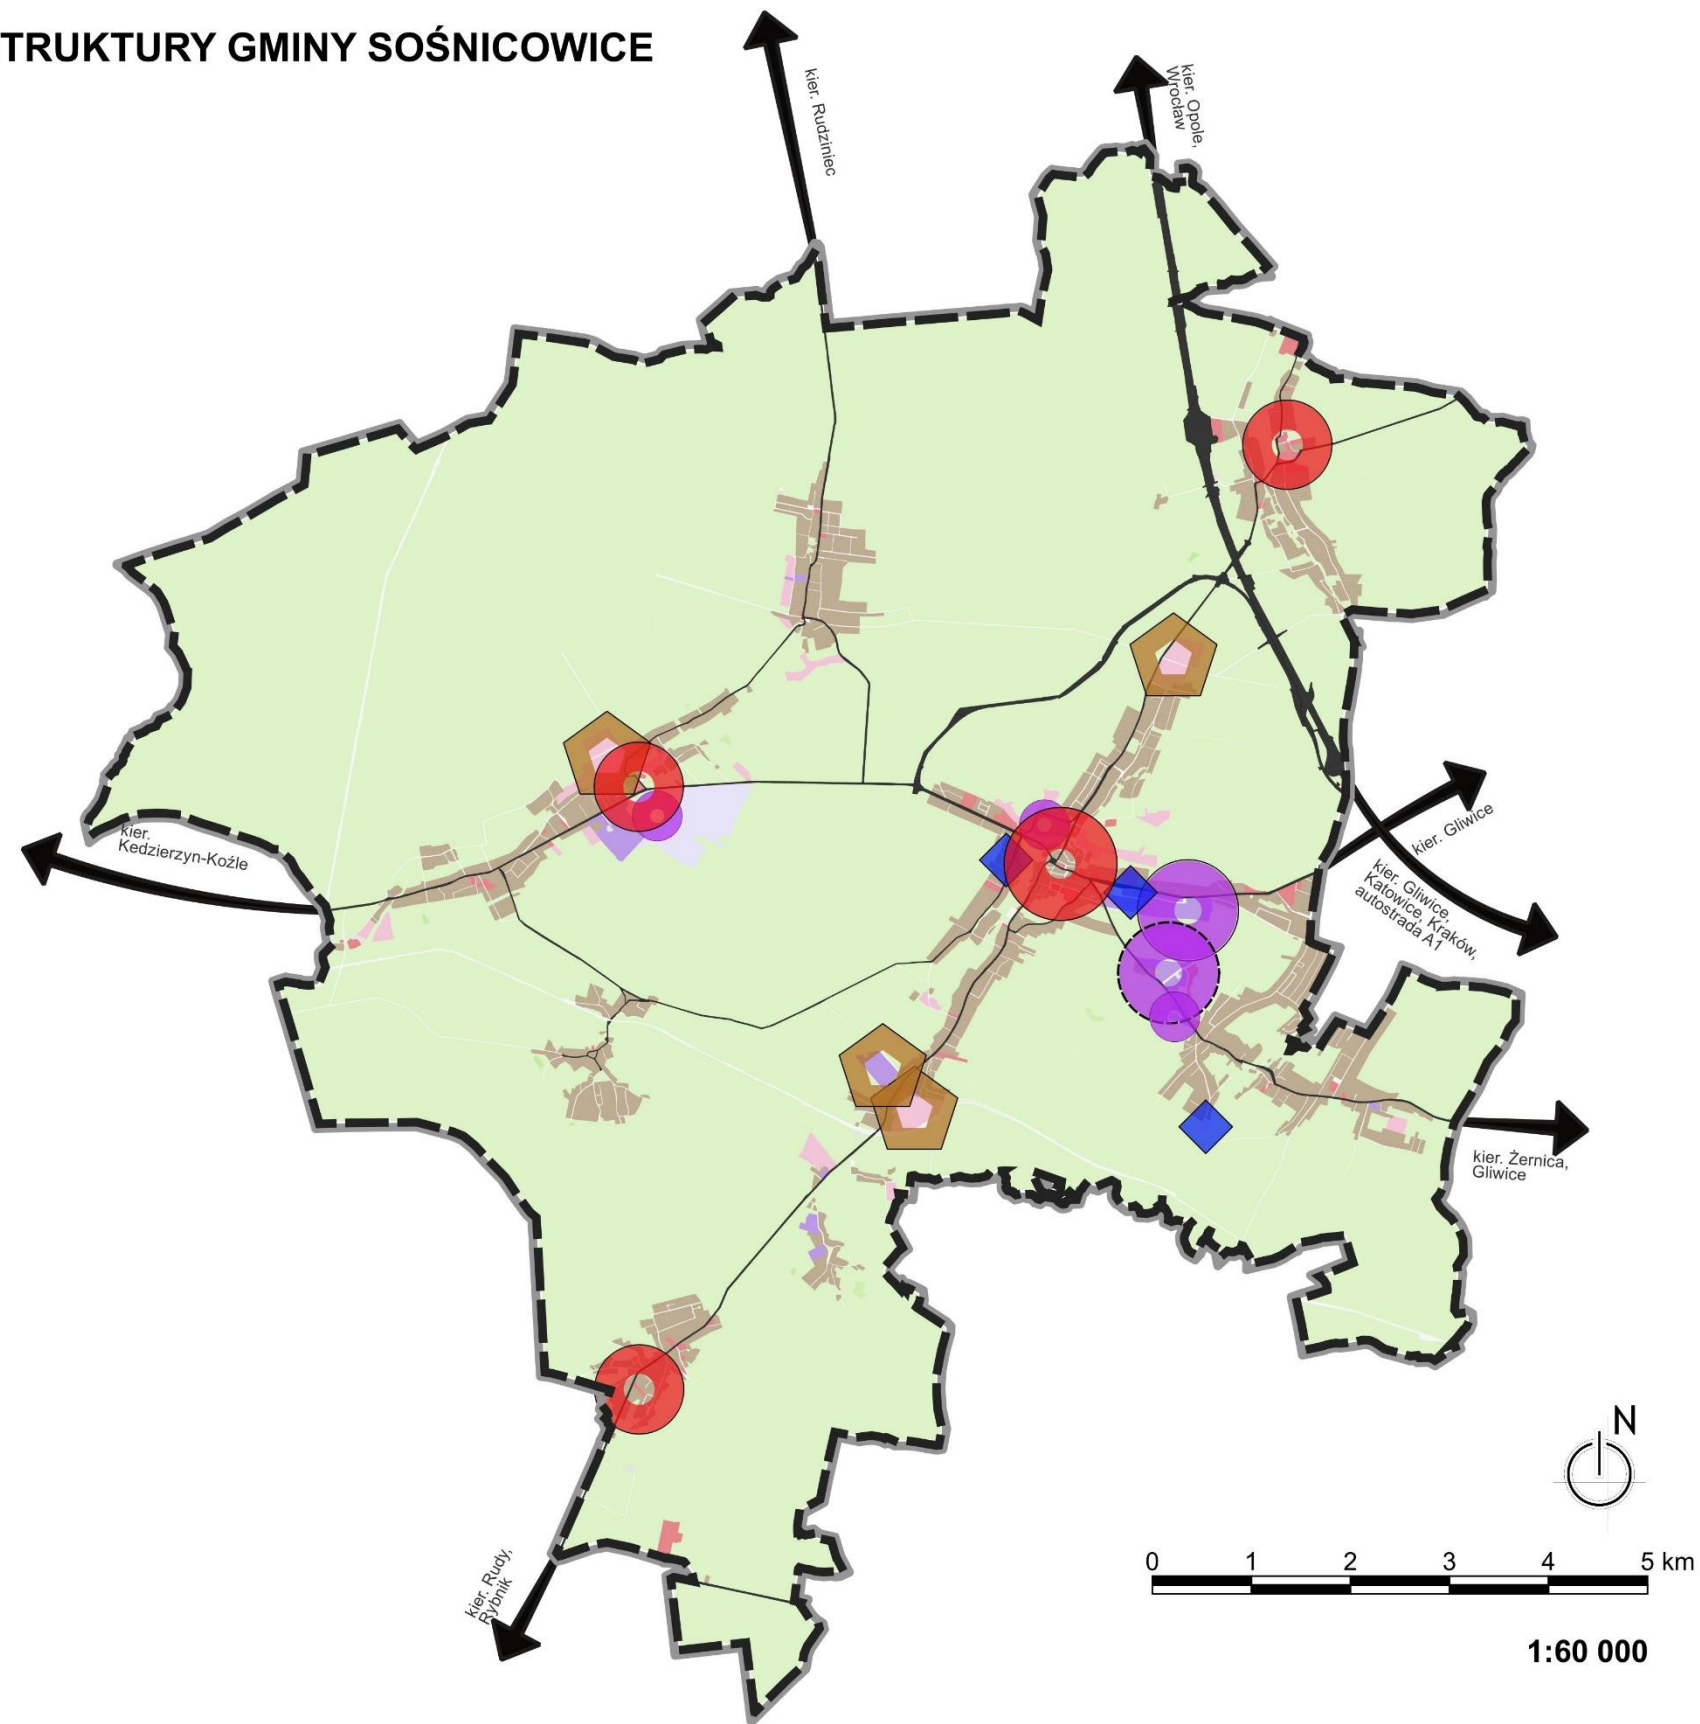 TRUKTURY GMINY SOŚNICOWICE
kier. Rudziniec
kier. Opole,
Wrocław
kier.
Kedzierzyn-Koźle
kier. Gliwice
kier. Gliwice,
Katowice, Kraków,
autostrada A1
kier. Żernica,
Gliwice
kier. Rudy,
Rybnik
N
0 1 2 3 4 5 km
1:60 000